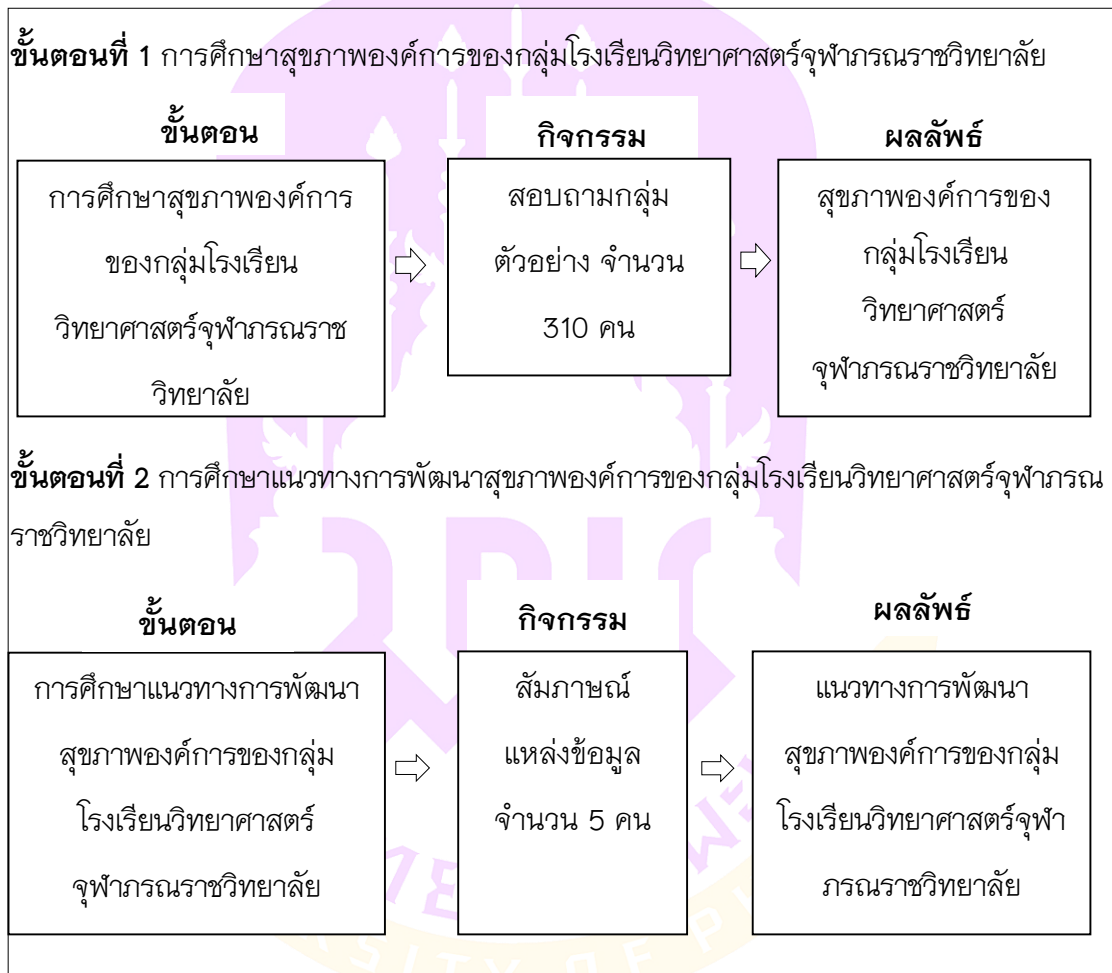 ขั้นตอนที่ 1 การศึกษาสุขภาพองค์การของกลุ่มโรงเรียนวิทยาศาสตร์จุฬาภรณราชวิทยาลัย
ขั้นตอน
กิจกรรม
ผลลัพธ์
การศึกษาสุขภาพองค์การ
ของกลุ่มโรงเรียน
วิทยาศาสตร์จุฬาภรณราช
วิทยาลัย
สอบถามกลุ่ม
ตัวอย่าง จำนวน
310 คน
สุขภาพองค์การของ
กลุ่มโรงเรียน
วิทยาศาสตร์
จุฬาภรณราชวิทยาลัย
ขั้นตอนที่ 2 การศึกษาแนวทางการพัฒนาสุขภาพองค์การของกลุ่มโรงเรียนวิทยาศาสตร์จุฬาภรณ
ราชวิทยาลัย
ขั้นตอน
กิจกรรม
ผลลัพธ์
การศึกษาแนวทางการพัฒนา
สุขภาพองค์การของกลุ่ม
โรงเรียนวิทยาศาสตร์
จุฬาภรณราชวิทยาลัย
สัมภาษณ์
แหล่งข้อมูล
จำนวน 5 คน
แนวทางการพัฒนา
สุขภาพองค์การของกลุ่ม
โรงเรียนวิทยาศาสตร์จุฬา
ภรณราชวิทยาลัย